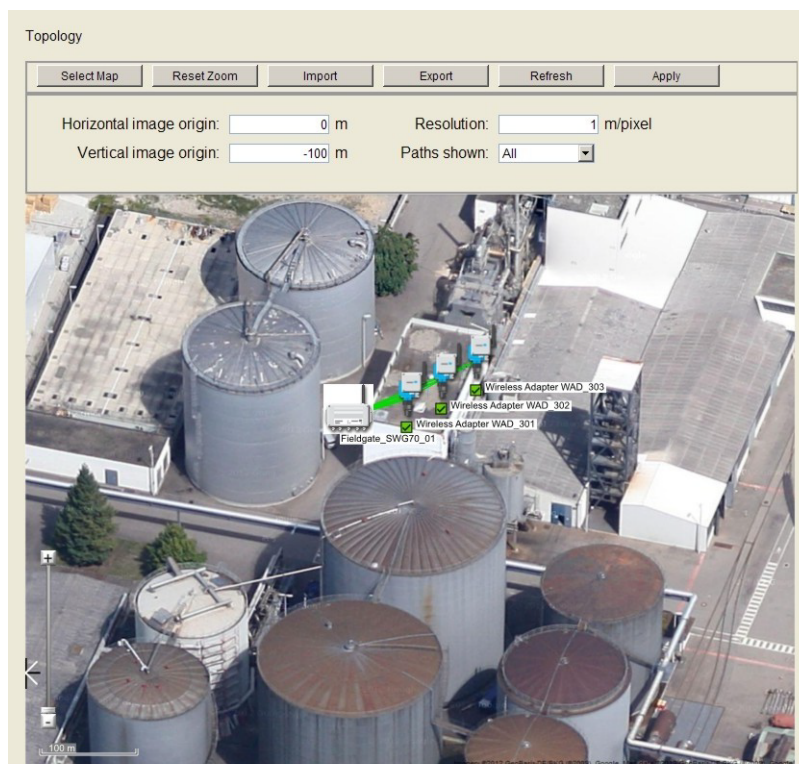 Topology
Select Map Reset Zoom Import Export Refresh Apply
Horizontal image origin: 0 m Resolution: 1 m/pixel
Vertical image origin: -100 m Paths shown: All
Wireless Adapter WAD_303
Wireless Adapter WAD_302
Wireless Adapter WAD_301
Fieldgate_SWG70_01
+
-
100 m